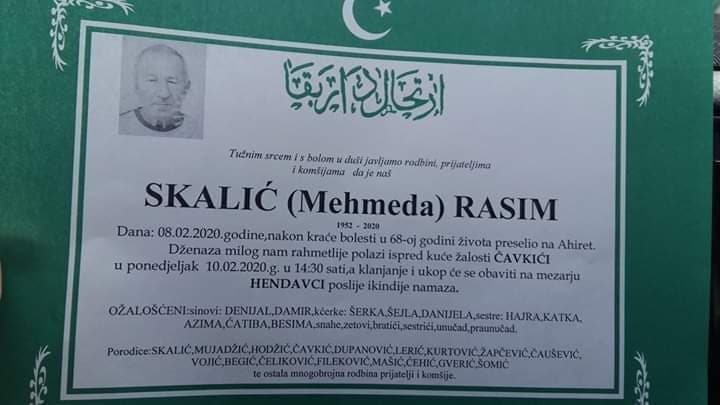 ارتحال دار بقا
Tužnim srcem i s bolom u duši javljamo rodbini, prijateljima
i komšijama da je naš
SKALIĆ (Mehmeda) RASIM
1952 - 2020
Dana: 08.02.2020.godine,nakon kraće bolesti u 68-oj godini života preselio na Ahiret.
Dženaza milog nam rahmetlije polazi ispred kuće žalosti ČAVKIĆI
u ponedjeljak 10.02.2020.g. u 14:30 sati,a klanjanje i ukop će se obaviti na mezarju
HENDAVCI poslije ikindije namaza.
OŽALOŠĆENI:sinovi: DENIJAL,DAMIR,kćerke: ŠERKA,ŠEJLA,DANIJELA,sestre: HAJRA,KATKA,
AZIMA,ĆATIBA,BESIMA,snahe,zetovi,bratići,sestrići,unučad,praunučad.
Porodice:SKALIĆ,MUJADŽIĆ,HODŽIĆ,ČAVKIĆ,DUPANOVIĆ,LERIĆ,KURTOVIĆ,ŽAPČEVIĆ,ČAUŠEVIĆ,
VOJIĆ,BEGIĆ,ČELIKOVIĆ,FILEKOVIĆ,MAŠIĆ,ČEHIĆ,GVERIĆ,ŠOMIĆ
te ostala mnogobrojna rodbina prijatelji i komšije.